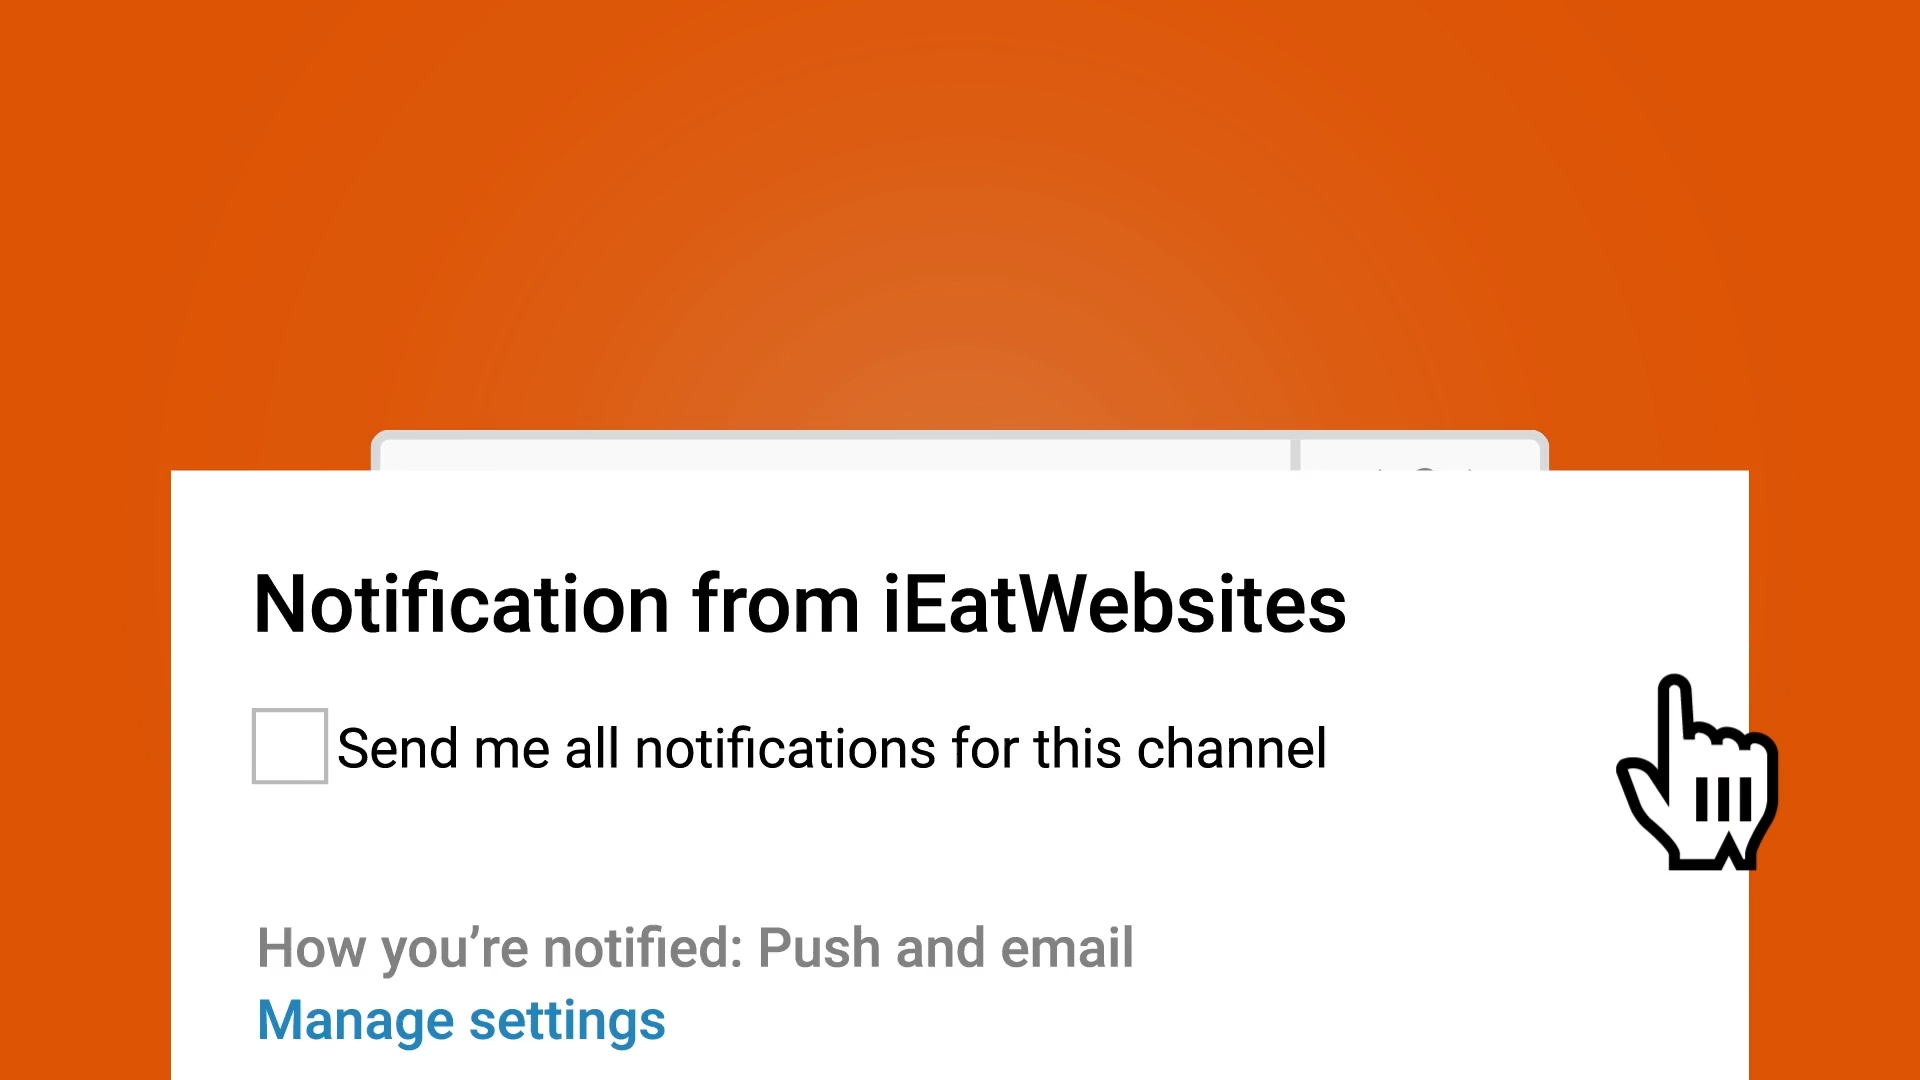 Notification from iEatWebsites
Send me all notifications for this channel
How you’re notified: Push and email
Manage settings